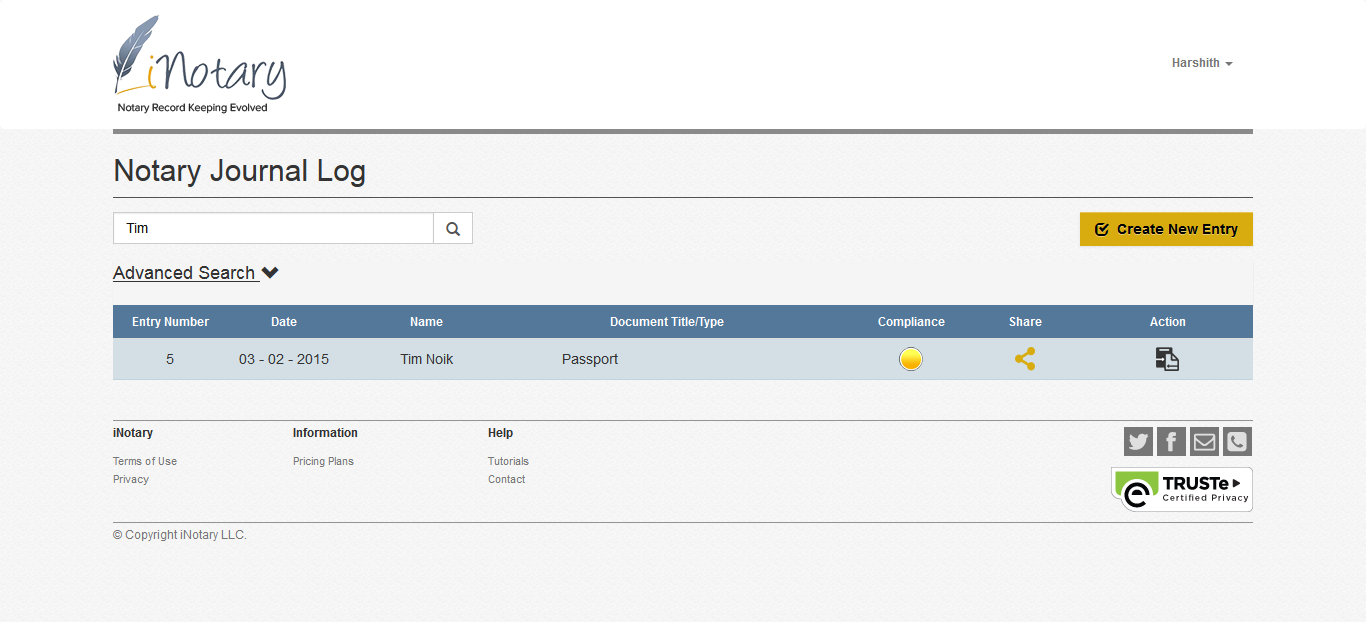 iNotary
Notary Record Keeping Evolved
Harshith
Notary Journal Log
Tim
Create New Entry
Advanced Search
Entry Number Date Name Document Title/Type Compliance Share Action
5 03 - 02 - 2015 Tim Noik Passport
iNotary Information Help
Terms of Use Pricing Plans Tutorials
Privacy Contact
e TRUSTe
Certified Privacy
© Copyright iNotary LLC.